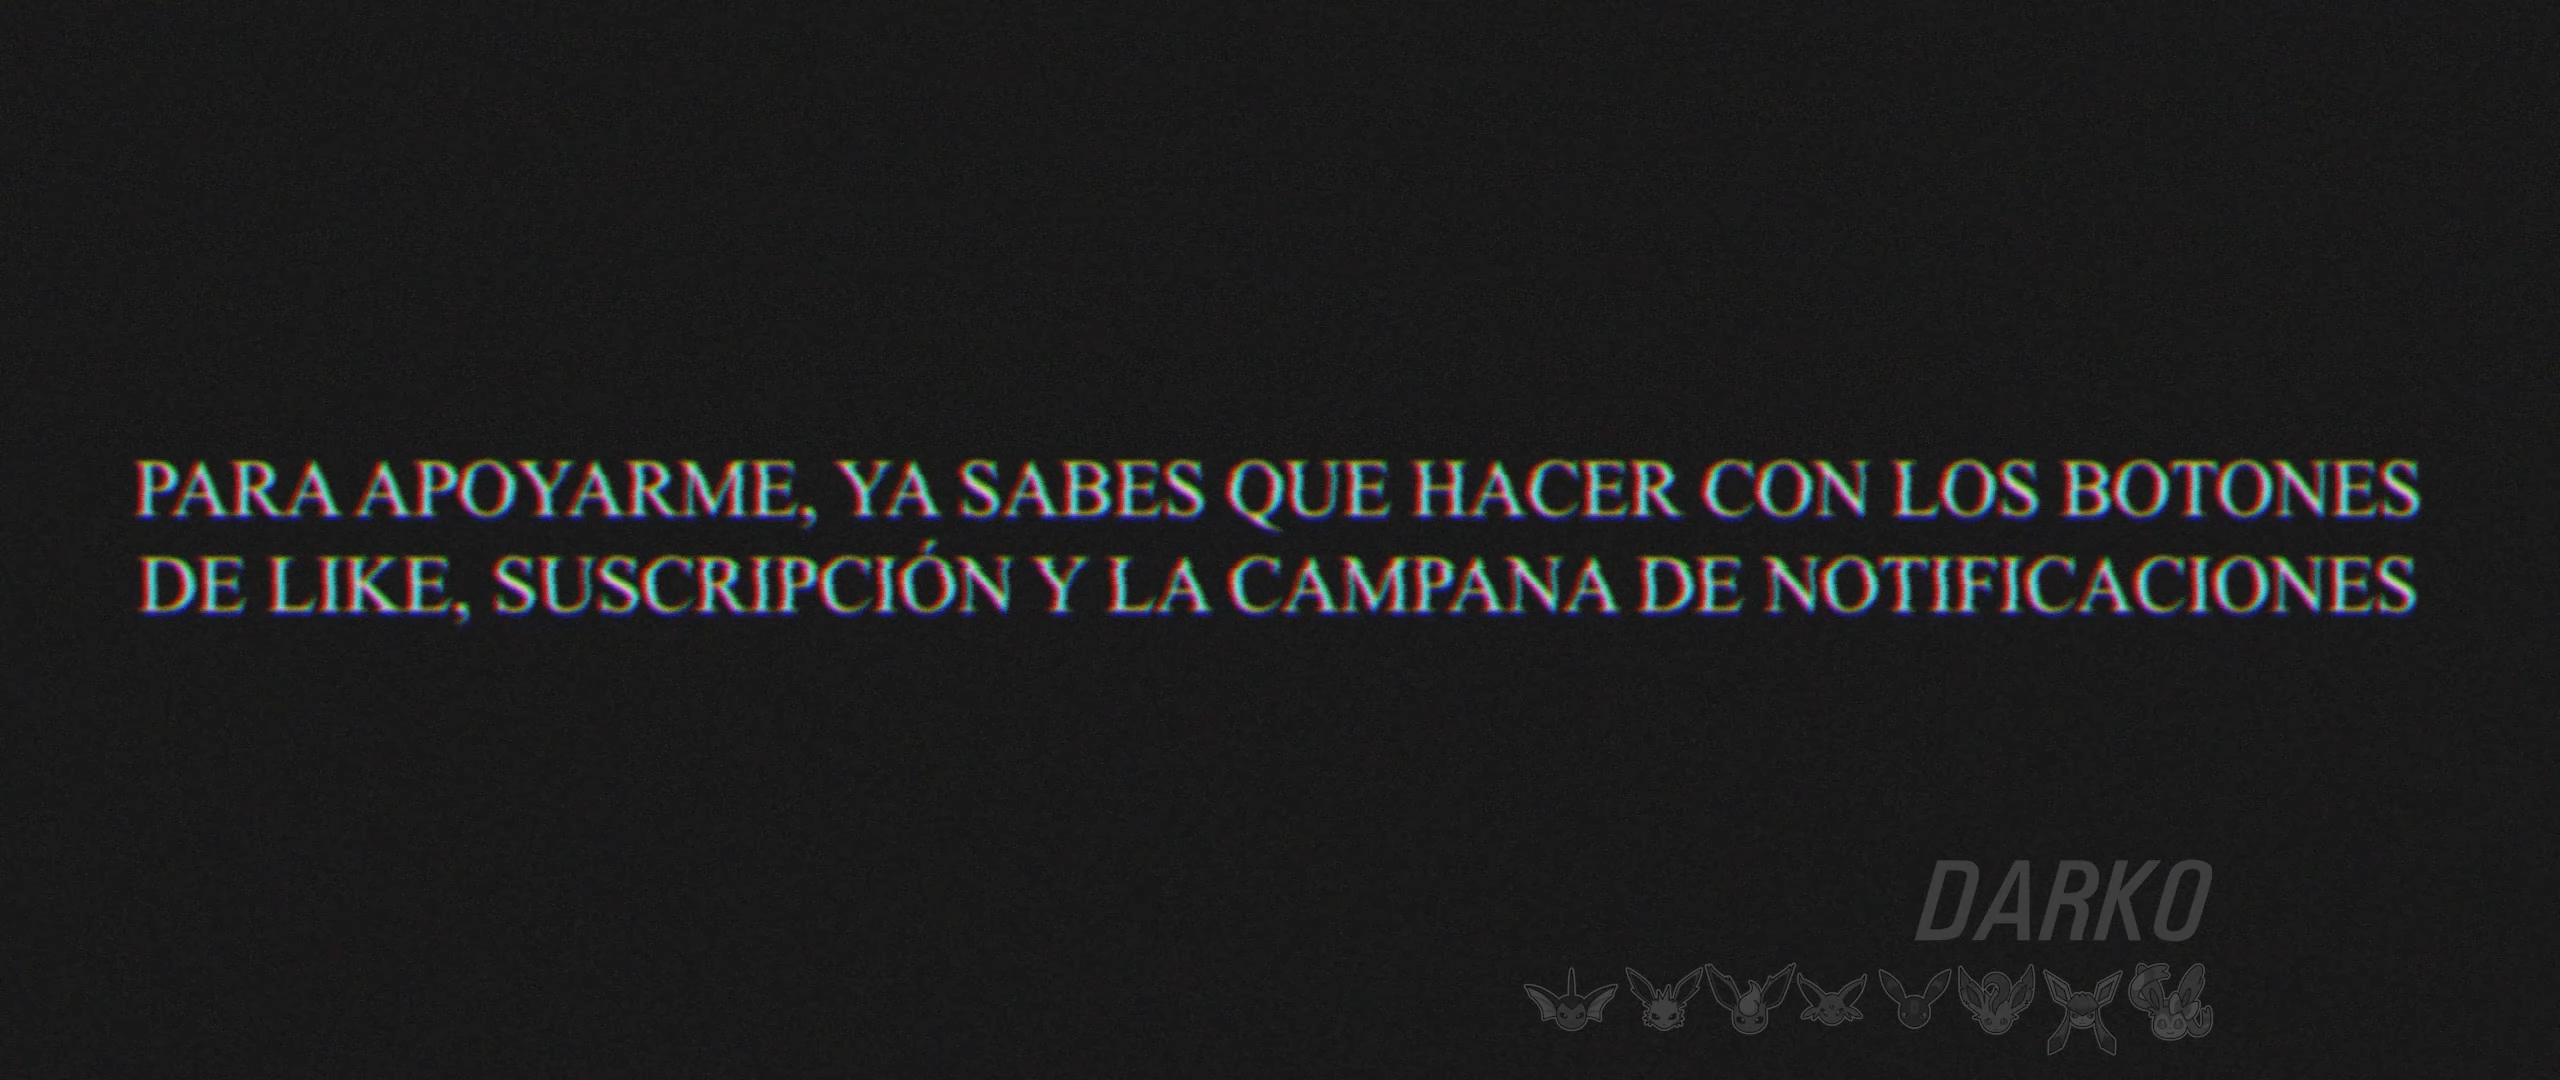 PARA APOYARME, YA SABES QUE HACER CON LOS BOTONES
DE LIKE, SUSCRIPCIÓN Y LA CAMPANA DE NOTIFICACIONES
DARKO